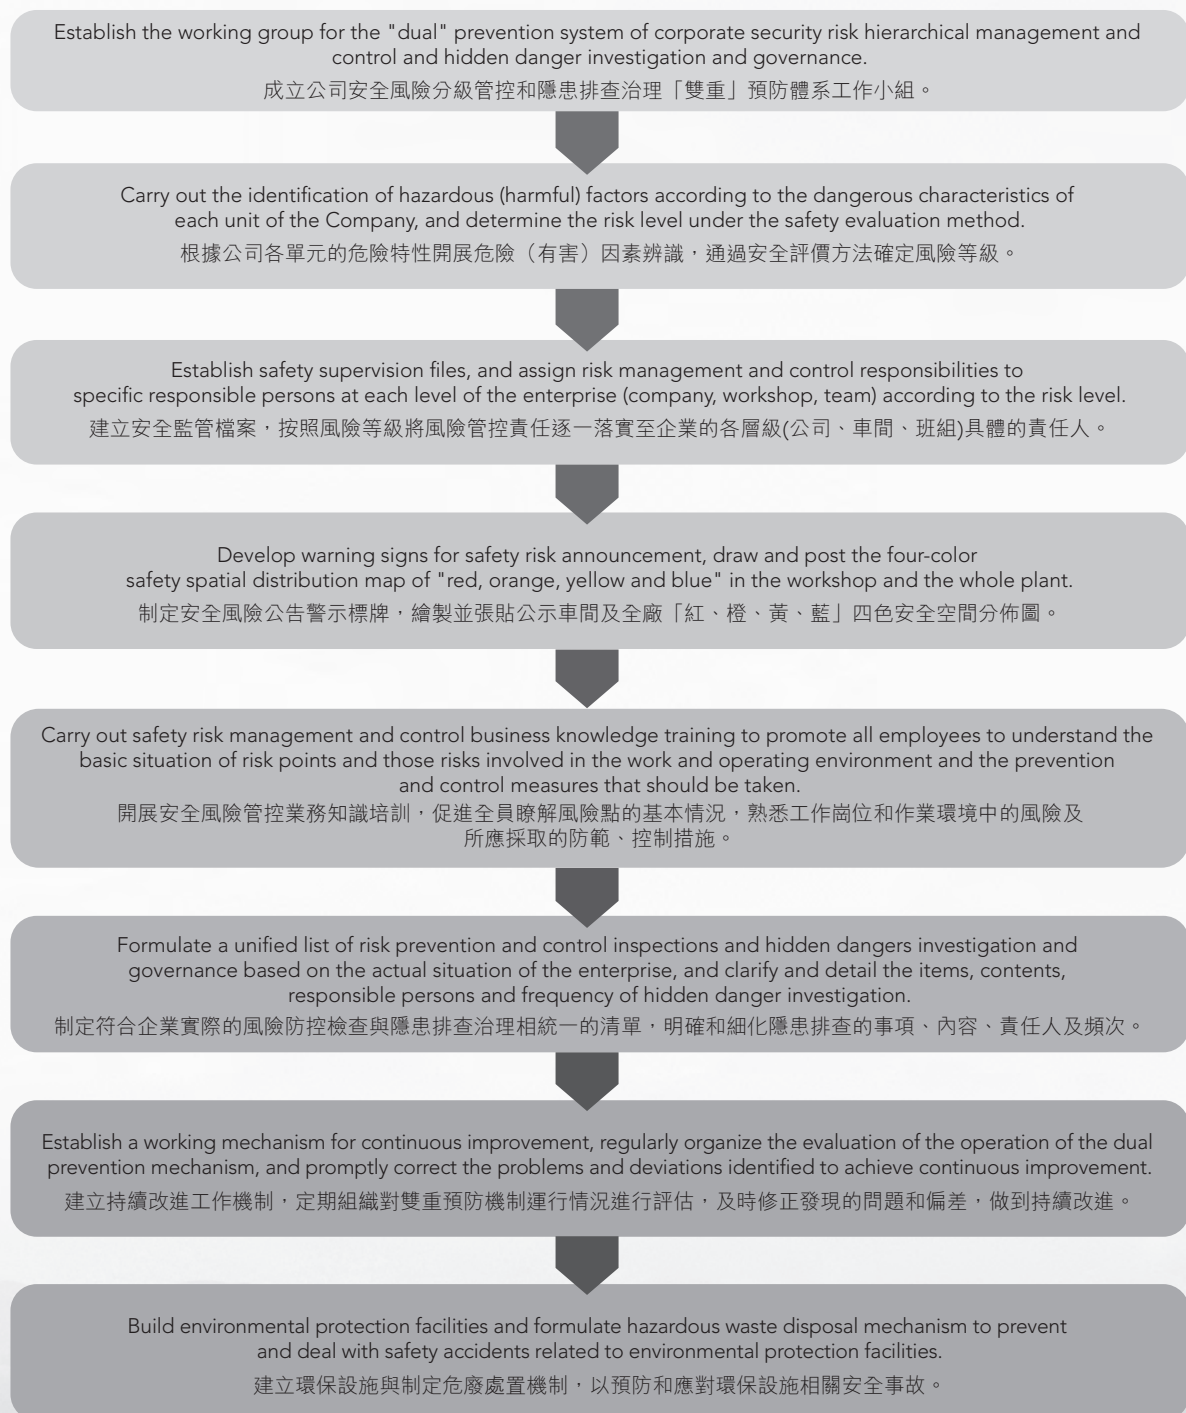 Establish the working group for the "dual" prevention system of corporate security risk hierarchical management and
control and hidden danger investigation and governance.
成立公司安全風險分級管控和隱患排查治理「雙重」預防體系工作小組。
Carry out the identification of hazardous (harmful) factors according to the dangerous characteristics of
each unit of the Company, and determine the risk level under the safety evaluation method.
根據公司各單元的危險特性開展危險（有害）因素辨識，通過安全評價方法確定風險等級。
Establish safety supervision files, and assign risk management and control responsibilities to
specific responsible persons at each level of the enterprise (company, workshop, team) according to the risk level.
建立安全監管檔案，按照風險等級將風險管控責任逐一落實至企業的各層級(公司、車間、班組)具體的責任人。
Develop warning signs for safety risk announcement, draw and post the four-color
safety spatial distribution map of "red, orange, yellow and blue" in the workshop and the whole plant.
制定安全風險公告警示標牌，繪製並張貼公示車間及全廠「紅、橙、黃、藍」四色安全空間分佈圖。
Carry out safety risk management and control business knowledge training to promote all employees to understand the
basic situation of risk points and those risks involved in the work and operating environment and the prevention
and control measures that should be taken.
開展安全風險管控業務知識培訓，促進全員瞭解風險點的基本情況，熟悉工作崗位和作業環境中的風險及
所應採取的防範、控制措施。
Formulate a unified list of risk prevention and control inspections and hidden dangers investigation and
governance based on the actual situation of the enterprise, and clarify and detail the items, contents,
responsible persons and frequency of hidden danger investigation.
制定符合企業實際的風險防控檢查與隱患排查治理相統一的清單，明確和細化隱患排查的事項、內容、責任人及頻次。
Establish a working mechanism for continuous improvement, regularly organize the evaluation of the operation of the dual
prevention mechanism, and promptly correct the problems and deviations identified to achieve continuous improvement.
建立持續改進工作機制，定期組織對雙重預防機制運行情況進行評估，及時修正發現的問題和偏差，做到持續改進。
Build environmental protection facilities and formulate hazardous waste disposal mechanism to prevent
and deal with safety accidents related to environmental protection facilities.
建立環保設施與制定危廢處置機制，以預防和應對環保設施相關安全事故。